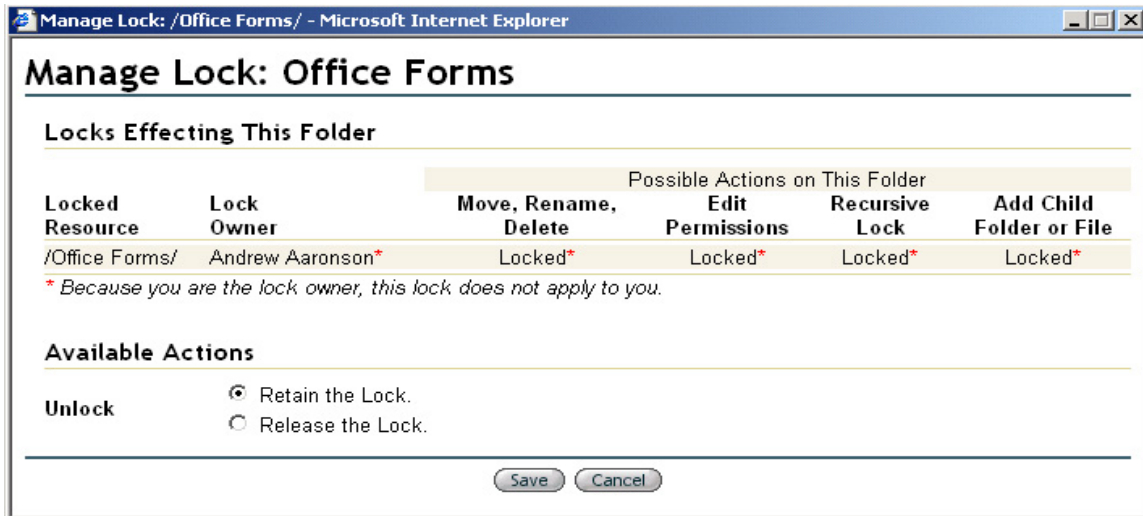 Manage Lock: /Office Forms/ - Microsoft Internet Explorer
Manage Lock: Office Forms
Locks Effecting This Folder
Possible Actions on This Folder
Locked Resource Lock Owner Move, Rename, Delete Edit Permissions Recursive Lock Add Child Folder or File
/Office Forms/ Andrew Aaronson* Locked* Locked* Locked* Locked*
* Because you are the lock owner, this lock does not apply to you.
Available Actions
Unlock
Retain the Lock.
Release the Lock.
Save Cancel